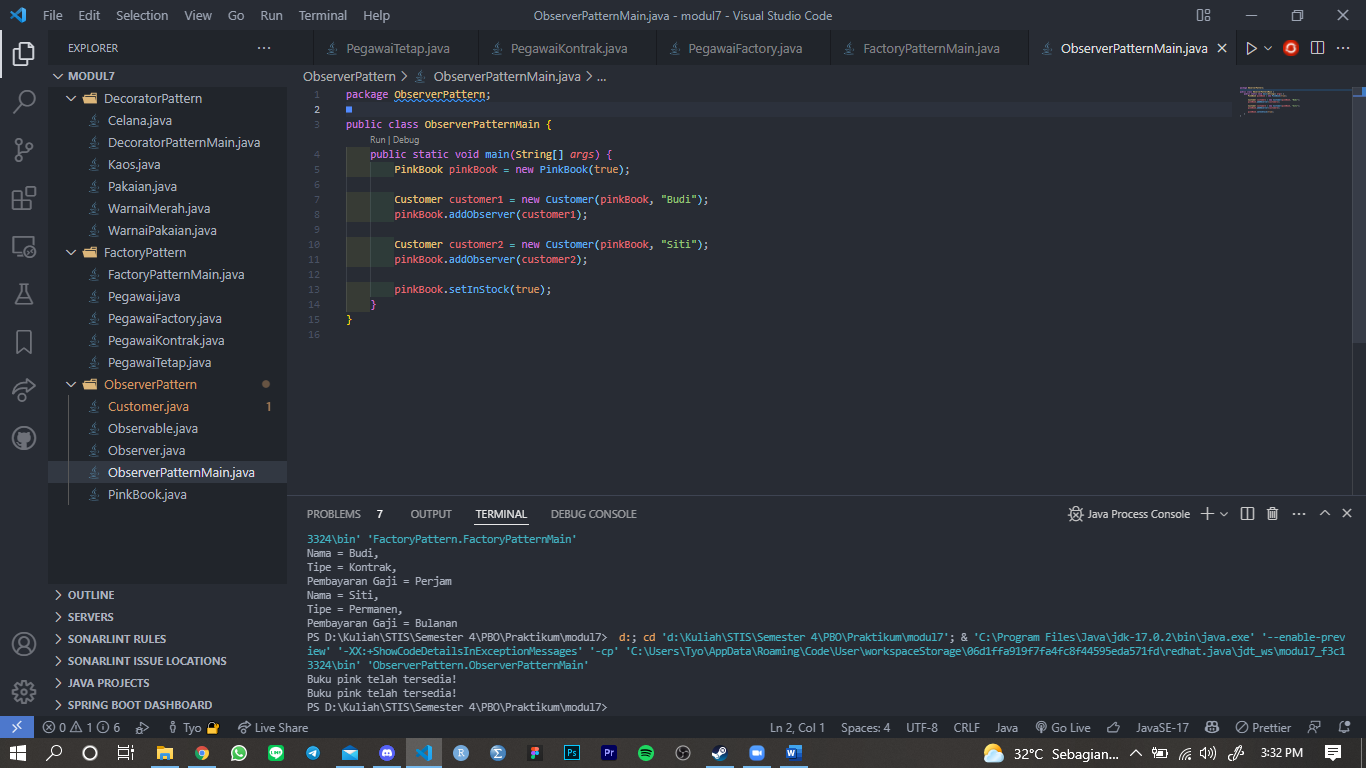 File Edit Selection View Go Run Terminal Help ObserverPatternMain.java - modul7 - Visual Studio Code
EXPLORER
PegawaiTetap.java PegawaiKontrak.java PegawaiFactory.java FactoryPatternMain.java ObserverPatternMain.java
MODUL7
DecoratorPattern
Celana.java
DecoratorPatternMain.java
Kaos.java
Pakaian.java
WarnaiMerah.java
WarnaiPakaian.java
FactoryPattern
FactoryPatternMain.java
Pegawai.java
PegawaiFactory.java
PegawaiKontrak.java
PegawaiTetap.java
ObserverPattern
Customer.java 1
Observable.java
Observer.java
ObserverPatternMain.java
PinkBook.java
OUTLINE
SERVERS
SONARLINT RULES
SONARLINT ISSUE LOCATIONS
JAVA PROJECTS
SPRING BOOT DASHBOARD
ObserverPattern > ObserverPatternMain.java > ...
1 package ObserverPattern;
2
3 public class ObserverPatternMain {
Run | Debug
4 public static void main(String[] args) {
5 PinkBook pinkBook = new PinkBook(true);
6
7 Customer customer1 = new Customer(pinkBook, "Budi");
8 pinkBook.addObserver(customer1);
9
10 Customer customer2 = new Customer(pinkBook, "Siti");
11 pinkBook.addObserver(customer2);
12
13 pinkBook.setInStock(true);
14 }
15 }
16
PROBLEMS 7 OUTPUT TERMINAL DEBUG CONSOLE Java Process Console
3324\bin' 'FactoryPattern.FactoryPatternMain'
Nama = Budi,
Tipe = Kontrak,
Pembayaran Gaji = Perjam
Nama = Siti,
Tipe = Permanen,
Pembayaran Gaji = Bulanan
PS D:\Kuliah\STIS\Semester 4\PBO\Praktikum\modul7> d:; cd 'd:\Kuliah\STIS\Semester 4\PBO\Praktikum\modul7'; & 'C:\Program Files\Java\jdk-17.0.2\bin\java.exe' '--enable-prev
iew' '-XX:+ShowCodeDetailsInExceptionMessages' '-cp' 'C:\Users\Tyo\AppData\Roaming\Code\User\workspaceStorage\06d1ffa919f7fa4fc8f44595eda571fd\redhat.java\jdt_ws\modul7_f3c1
3324\bin' 'ObserverPattern.ObserverPatternMain'
Buku pink telah tersedia!
Buku pink telah tersedia!
PS D:\Kuliah\STIS\Semester 4\PBO\Praktikum\modul7>
0 1 6 Tyo Live Share Ln 2, Col 1 Spaces: 4 UTF-8 CRLF Java Go Live JavaSE-17 Prettier
32°C Sebagian... 3:32 PM